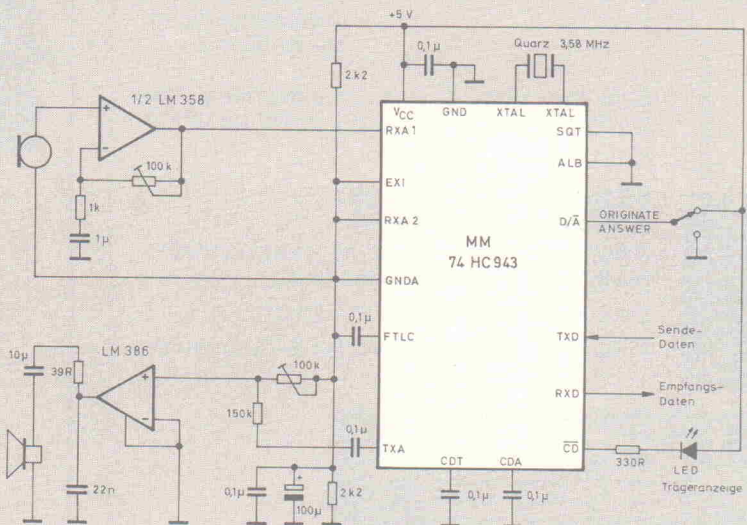 +5 V
0,1µ
Quarz 3,58 MHz
2k2
1/2 LM 358
+
−
100k
1k
1µ
VCC
GND
XTAL
XTAL
RXA1
SQT
ALB
EXI
RXA 2
O/A̅
ORIGINATE
ANSWER
MM
74 HC943
GNDA
0,1µ
FTLC
TXD
Sende-
Daten
RXD
Empfangs-
Daten
10µ
39R
LM 386
+
−
100k
150k
0,1µ
TXA
CDT
CDA
C̅D̅
330R
LED
Trägeranzeige
22n
0,1µ
+
100µ
2k2
0,1µ
0,1µ